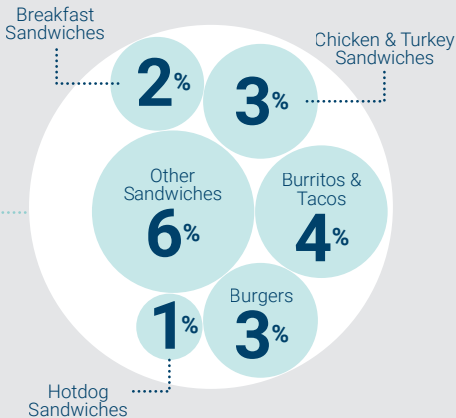 Breakfast
Sandwiches
Chicken & Turkey
Sandwiches
2%
3%
Other
Sandwiches
6%
Burritos &
Tacos
4%
1%
Burgers
3%
Hotdog
Sandwiches